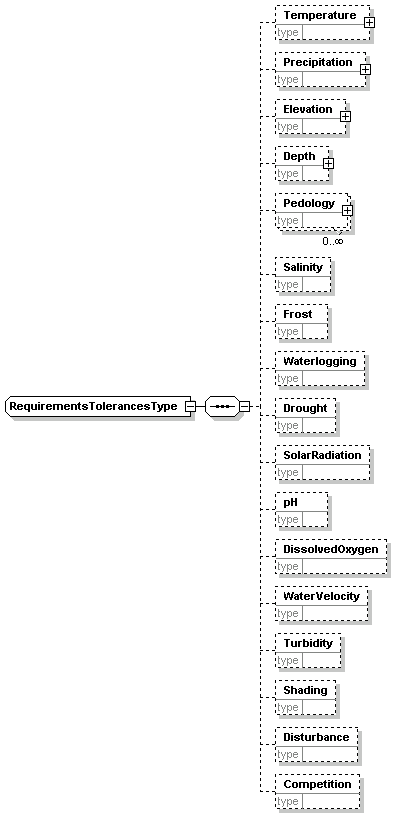 Temperature
type
Precipitation
type
Elevation
type
Depth
type
Pedology
type
0..∞
Salinity
type
Frost
type
Waterlogging
type
RequirementsTolerancesType
Drought
type
SolarRadiation
type
pH
type
DissolvedOxygen
type
WaterVelocity
type
Turbidity
type
Shading
type
Disturbance
type
Competition
type